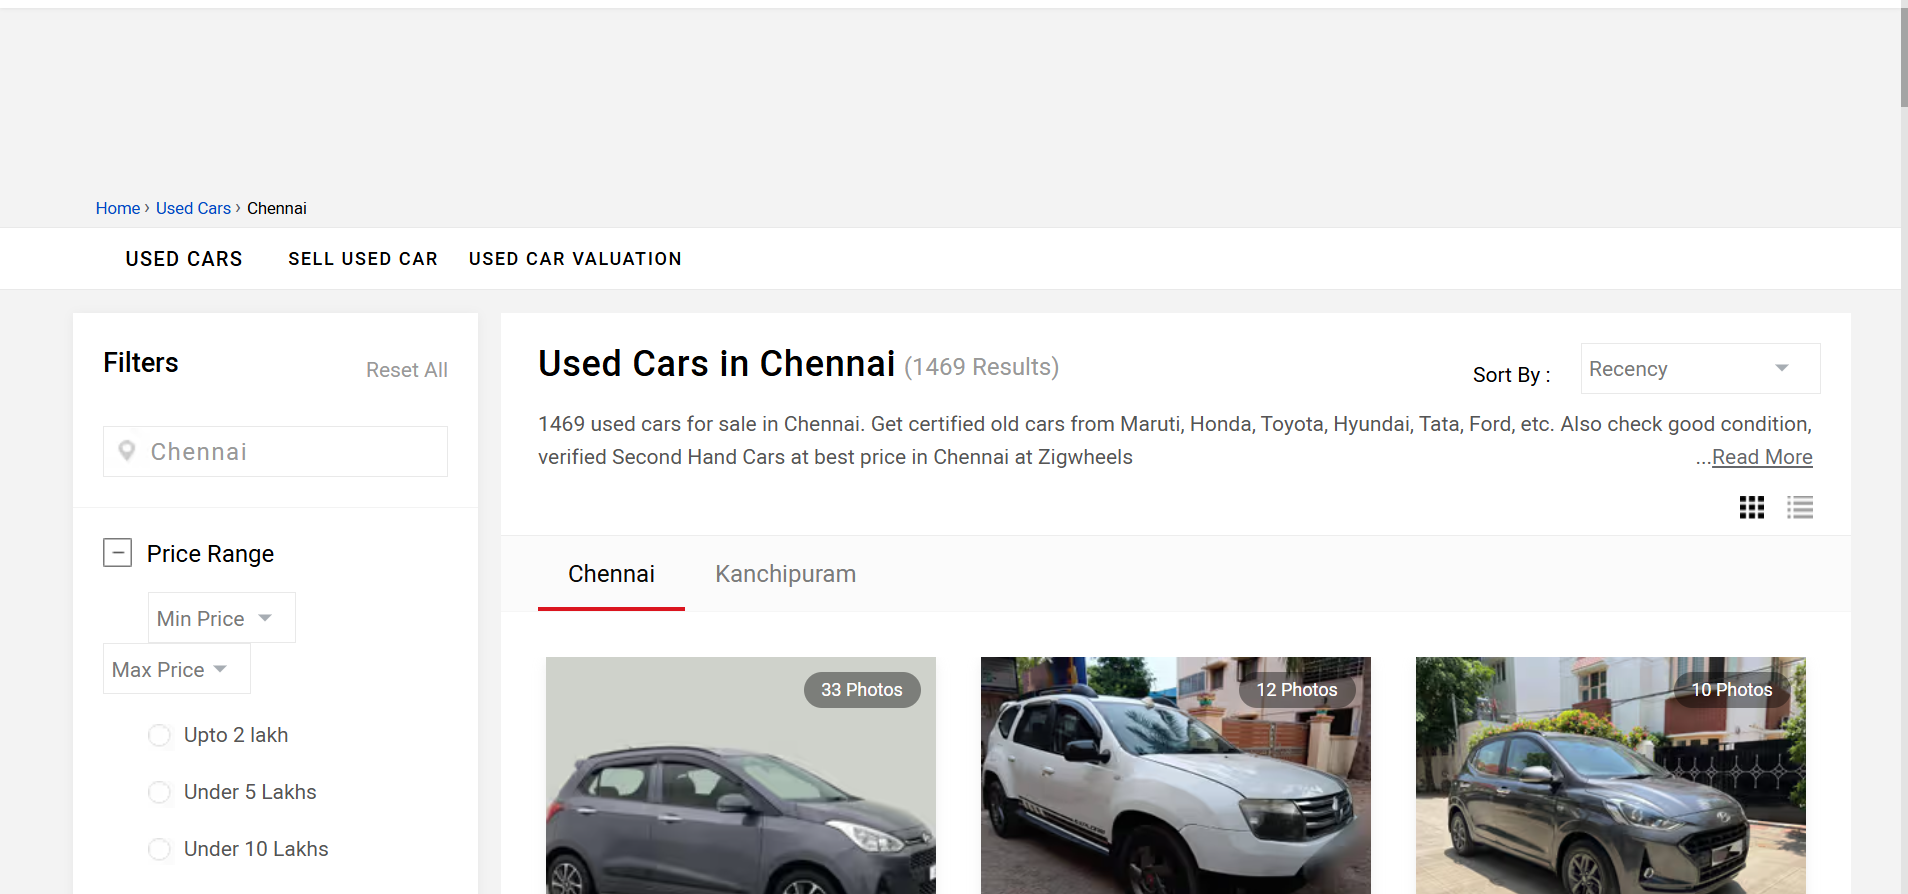 Home › Used Cars › Chennai
USED CARS SELL USED CAR USED CAR VALUATION
Filters
Reset All
Chennai
Price Range
Min Price
Max Price
Upto 2 lakh
Under 5 Lakhs
Under 10 Lakhs
Used Cars in Chennai (1469 Results)
Sort By : Recency
1469 used cars for sale in Chennai. Get certified old cars from Maruti, Honda, Toyota, Hyundai, Tata, Ford, etc. Also check good condition,
verified Second Hand Cars at best price in Chennai at Zigwheels ...Read More
Chennai Kanchipuram
33 Photos
12 Photos
10 Photos